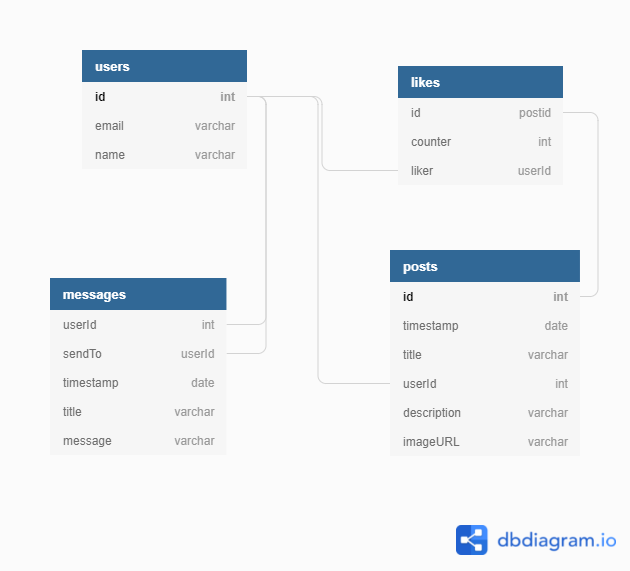 users
id int
email varchar
name varchar
likes
id postid
counter int
liker userId
messages
userId int
sendTo userId
timestamp date
title varchar
message varchar
posts
id int
timestamp date
title varchar
userId int
description varchar
imageURL varchar
dbdiagram.io